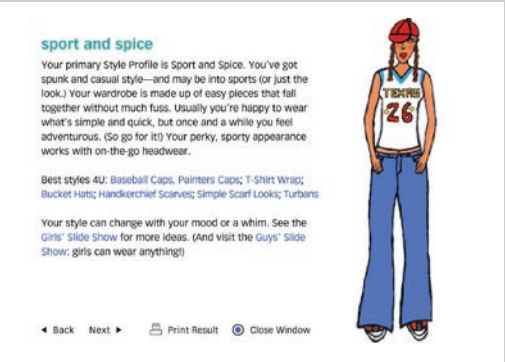 sport and spice
Your primary Style Profile is Sport and Spice. You've got
spunk and casual style—and may be into sports (or just the
look.) Your wardrobe is made up of easy pieces that fall
together without much fuss. Usually you're happy to wear
what's simple and quick, but once and a while you feel
adventurous. (So go for it!) Your perky, sporty appearance
works with on-the-go headwear.
Best styles 4U: Baseball Caps, Painters Caps; T-Shirt Wrap;
Bucket Hats; Handkerchief Scarves; Simple Scarf Looks; Turbans
Your style can change with your mood or a whim. See the
Girls' Slide Show for more ideas. (And visit the Guys' Slide
Show: girls can wear anything!)
Back Next Print Result Close Window
TEXAS
26